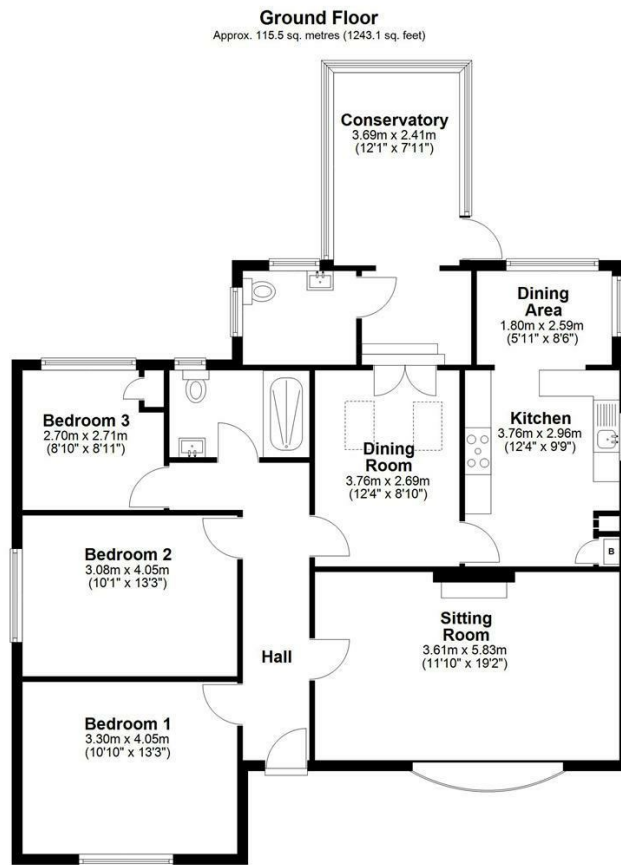 Ground Floor
Approx. 115.5 sq. metres (1243.1 sq. feet)
Conservatory
3.69m x 2.41m
(12'1" x 7'11")
Dining
Area
1.80m x 2.59m
(5'11" x 8'6")
Bedroom 3
2.70m x 2.71m
(8'10" x 8'11")
Dining
Room
3.76m x 2.69m
(12'4" x 8'10")
Kitchen
3.76m x 2.96m
(12'4" x 9'9")
B
Bedroom 2
3.08m x 4.05m
(10'1" x 13'3")
Hall
Sitting
Room
3.61m x 5.83m
(11'10" x 19'2")
Bedroom 1
3.30m x 4.05m
(10'10" x 13'3")